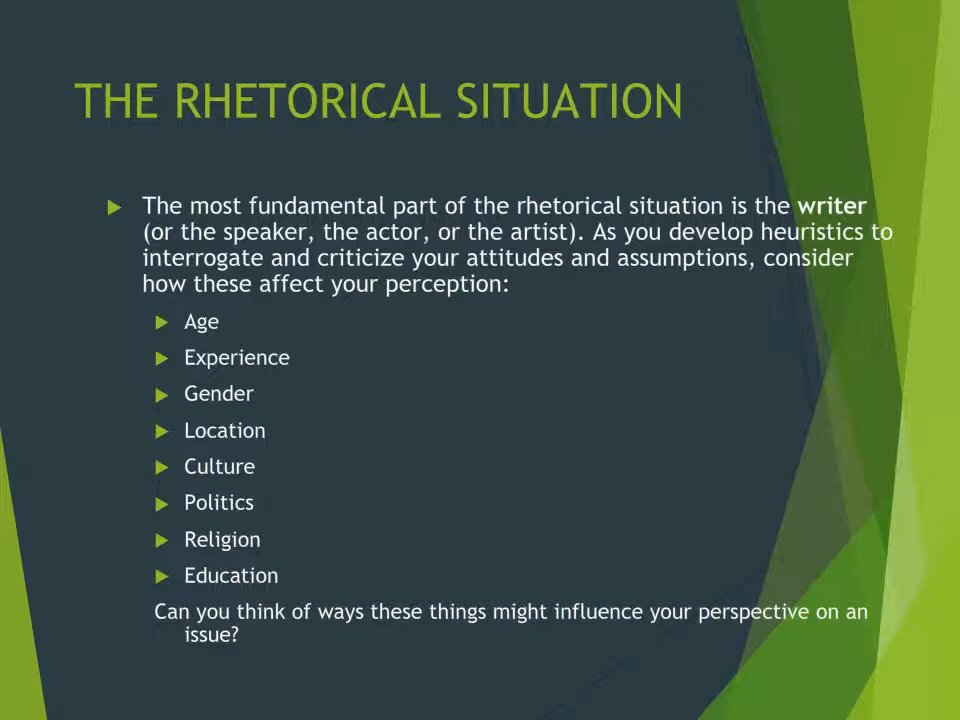 THE RHETORICAL SITUATION
The most fundamental part of the rhetorical situation is the writer
(or the speaker, the actor, or the artist). As you develop heuristics to
interrogate and criticize your attitudes and assumptions, consider
how these affect your perception:
Age
Experience
Gender
Location
Culture
Politics
Religion
Education
Can you think of ways these things might influence your perspective on an
issue?